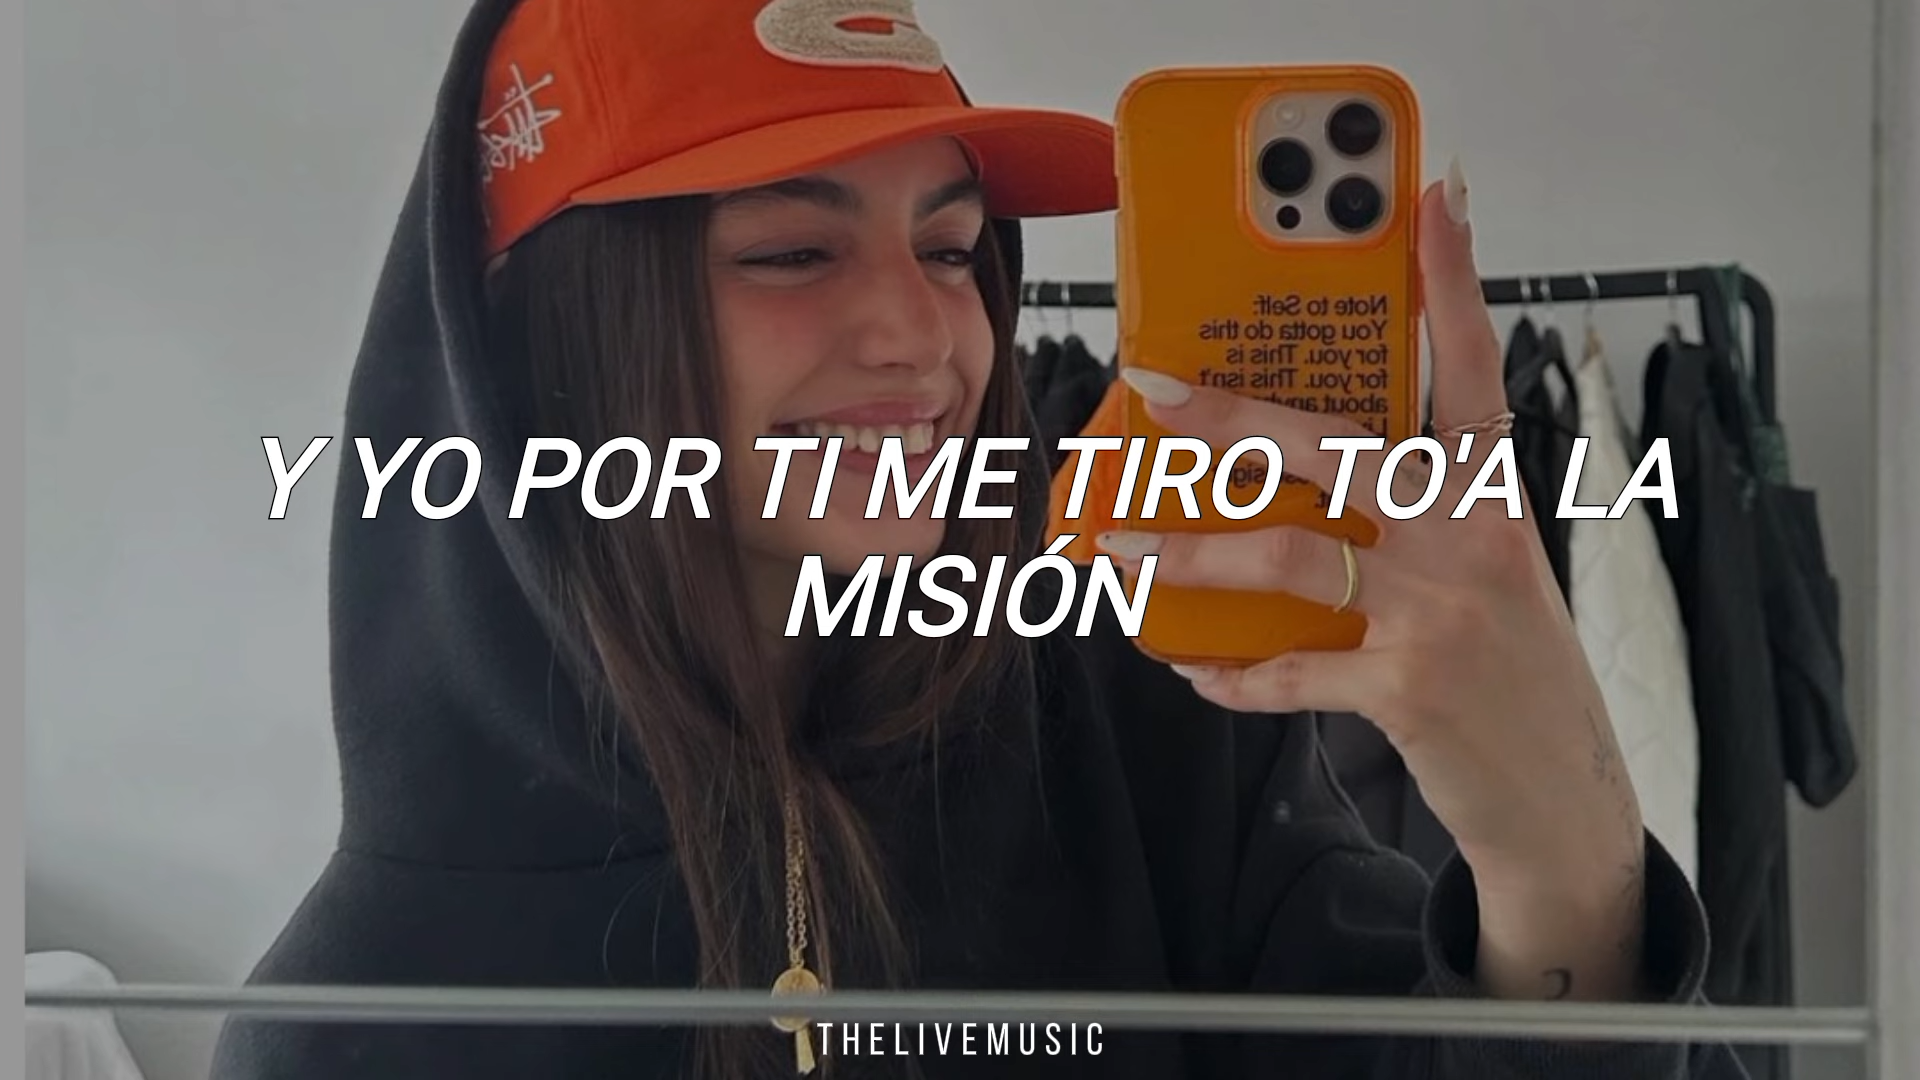 Note to Self:
You gotta do this
for you. This is
for you. This isn't
about
Y YO POR TI ME TIRO TO'A LA
MISIÓN
THELIVEMUSIC